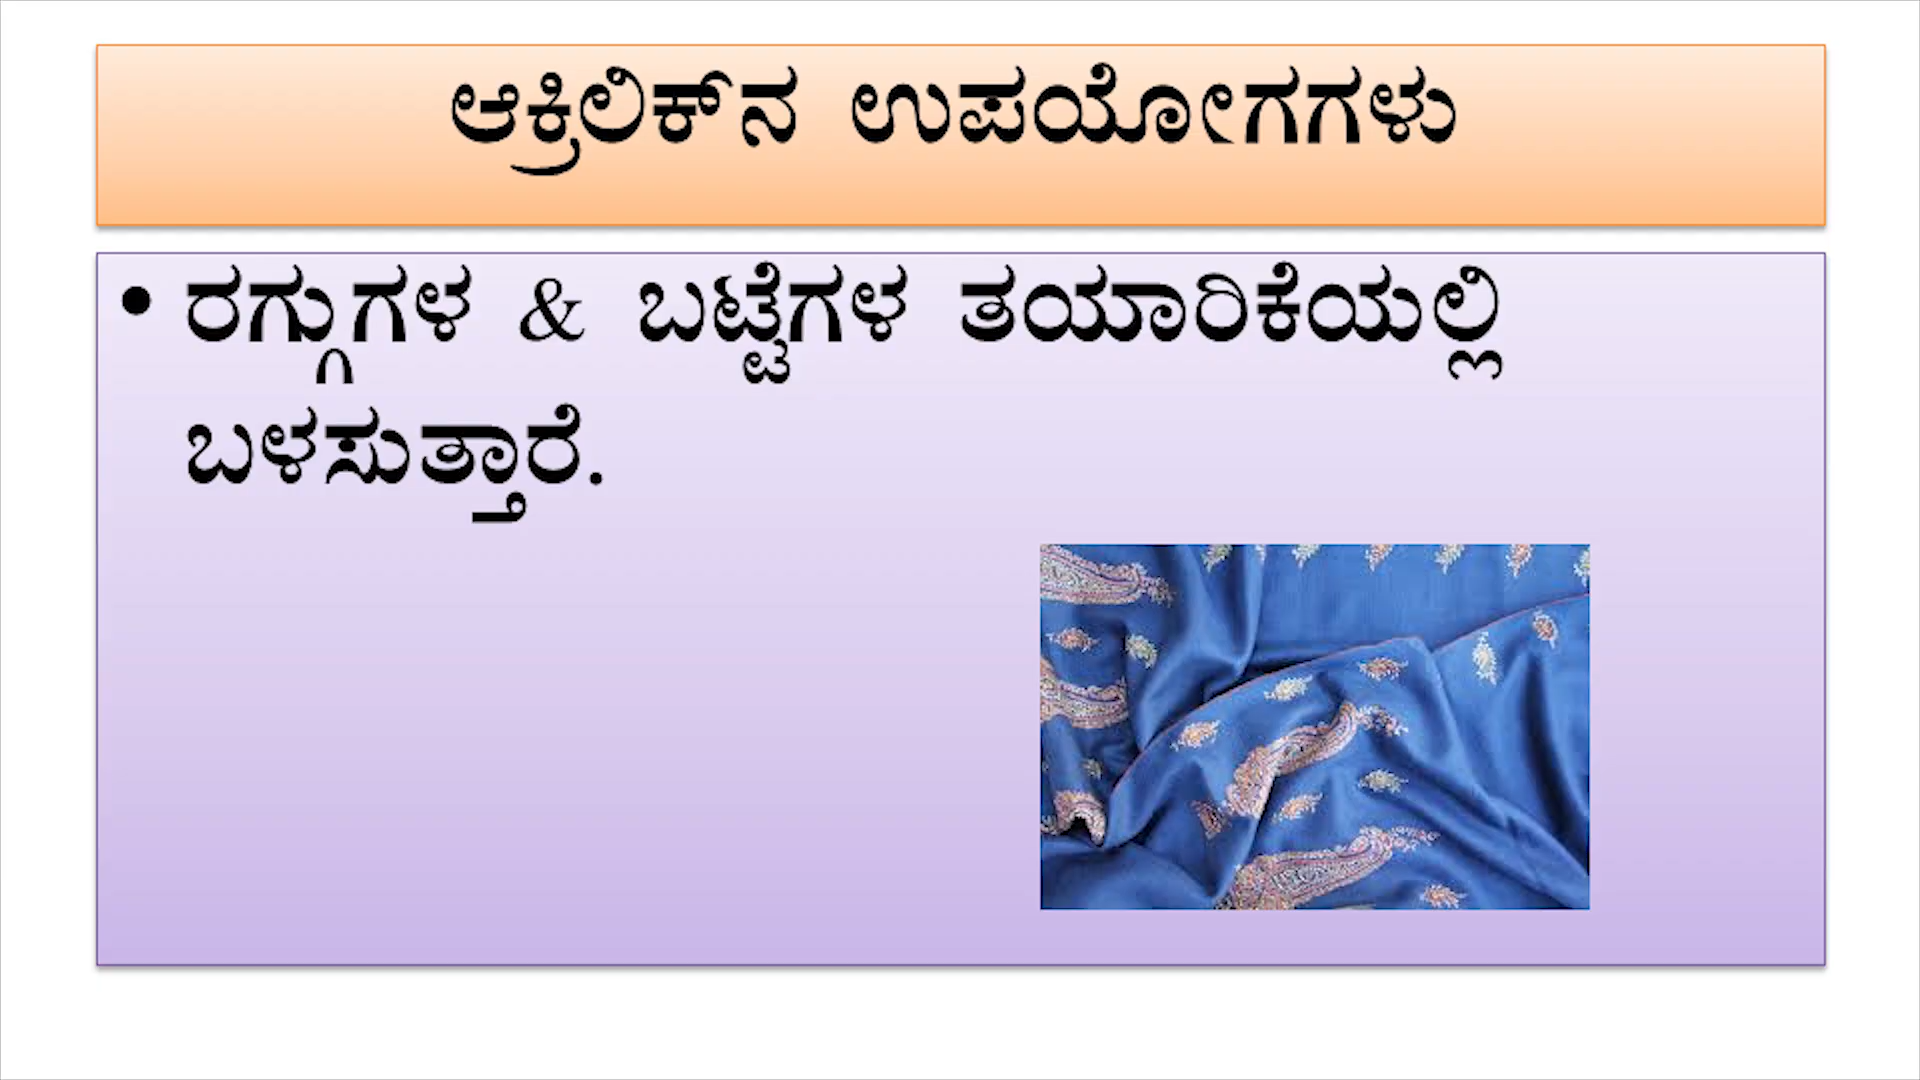 ಆಕ್ರಿಲಿಕ್‌ನ ಉಪಯೋಗಗಳು
• ರಗ್ಗುಗಳ & ಬಟ್ಟೆಗಳ ತಯಾರಿಕೆಯಲ್ಲಿ
ಬಳಸುತ್ತಾರೆ.